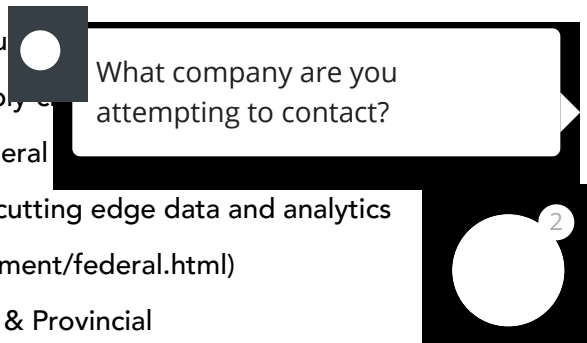 What company are you
attempting to contact?
eral
cutting edge data and analytics
2
ment/federal.html)
& Provincial